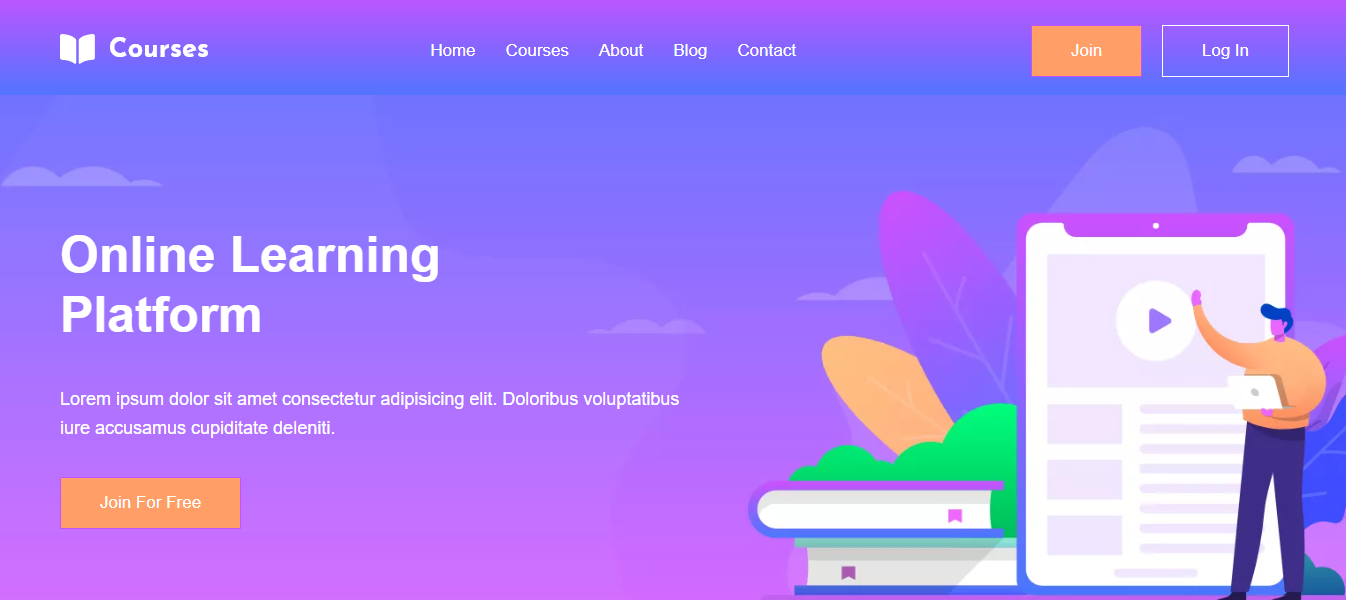 Courses
Home Courses About Blog Contact
Join Log In
Online Learning
Platform
Lorem ipsum dolor sit amet consectetur adipisicing elit. Doloribus voluptatibus
iure accusamus cupiditate deleniti.
Join For Free